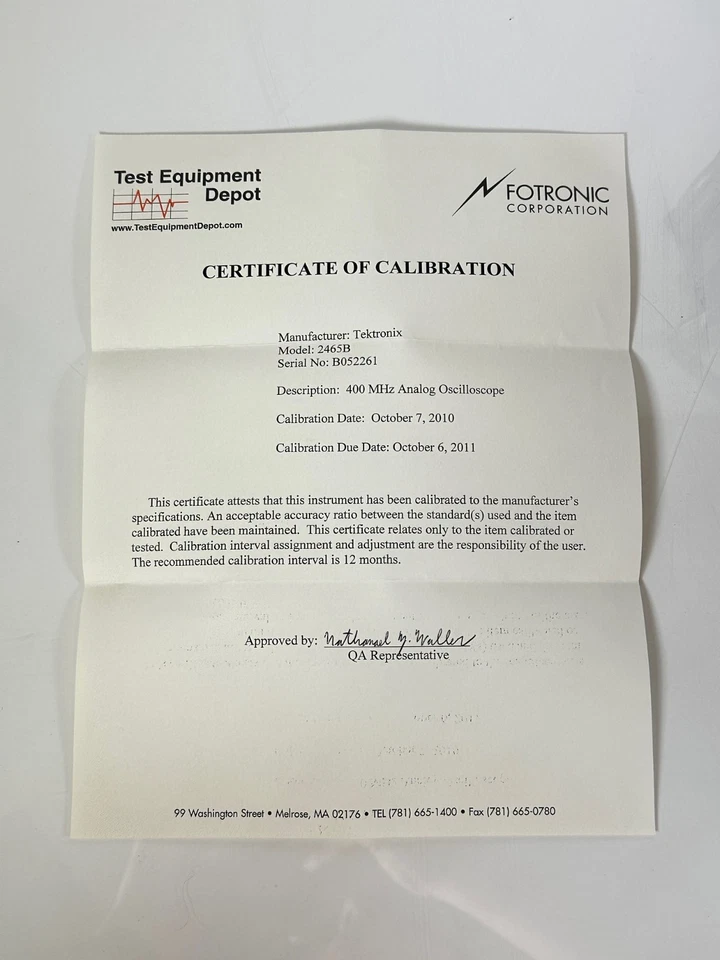 Test Equipment
Depot
www.TestEquipmentDepot.com
FOTRONIC
CORPORATION
CERTIFICATE OF CALIBRATION
Manufacturer: Tektronix
Model: 2465B
Serial No: B052261
Description: 400 MHz Analog Oscilloscope
Calibration Date: October 7, 2010
Calibration Due Date: October 6, 2011
This certificate attests that this instrument has been calibrated to the manufacturer's
specifications. An acceptable accuracy ratio between the standard(s) used and the item
calibrated have been maintained. This certificate relates only to the item calibrated or
tested. Calibration interval assignment and adjustment are the responsibility of the user.
The recommended calibration interval is 12 months.
Approved by: Nathanael Y. Waller
QA Representative
99 Washington Street • Melrose, MA 02176 • TEL (781) 665-1400 • Fax (781) 665-0780